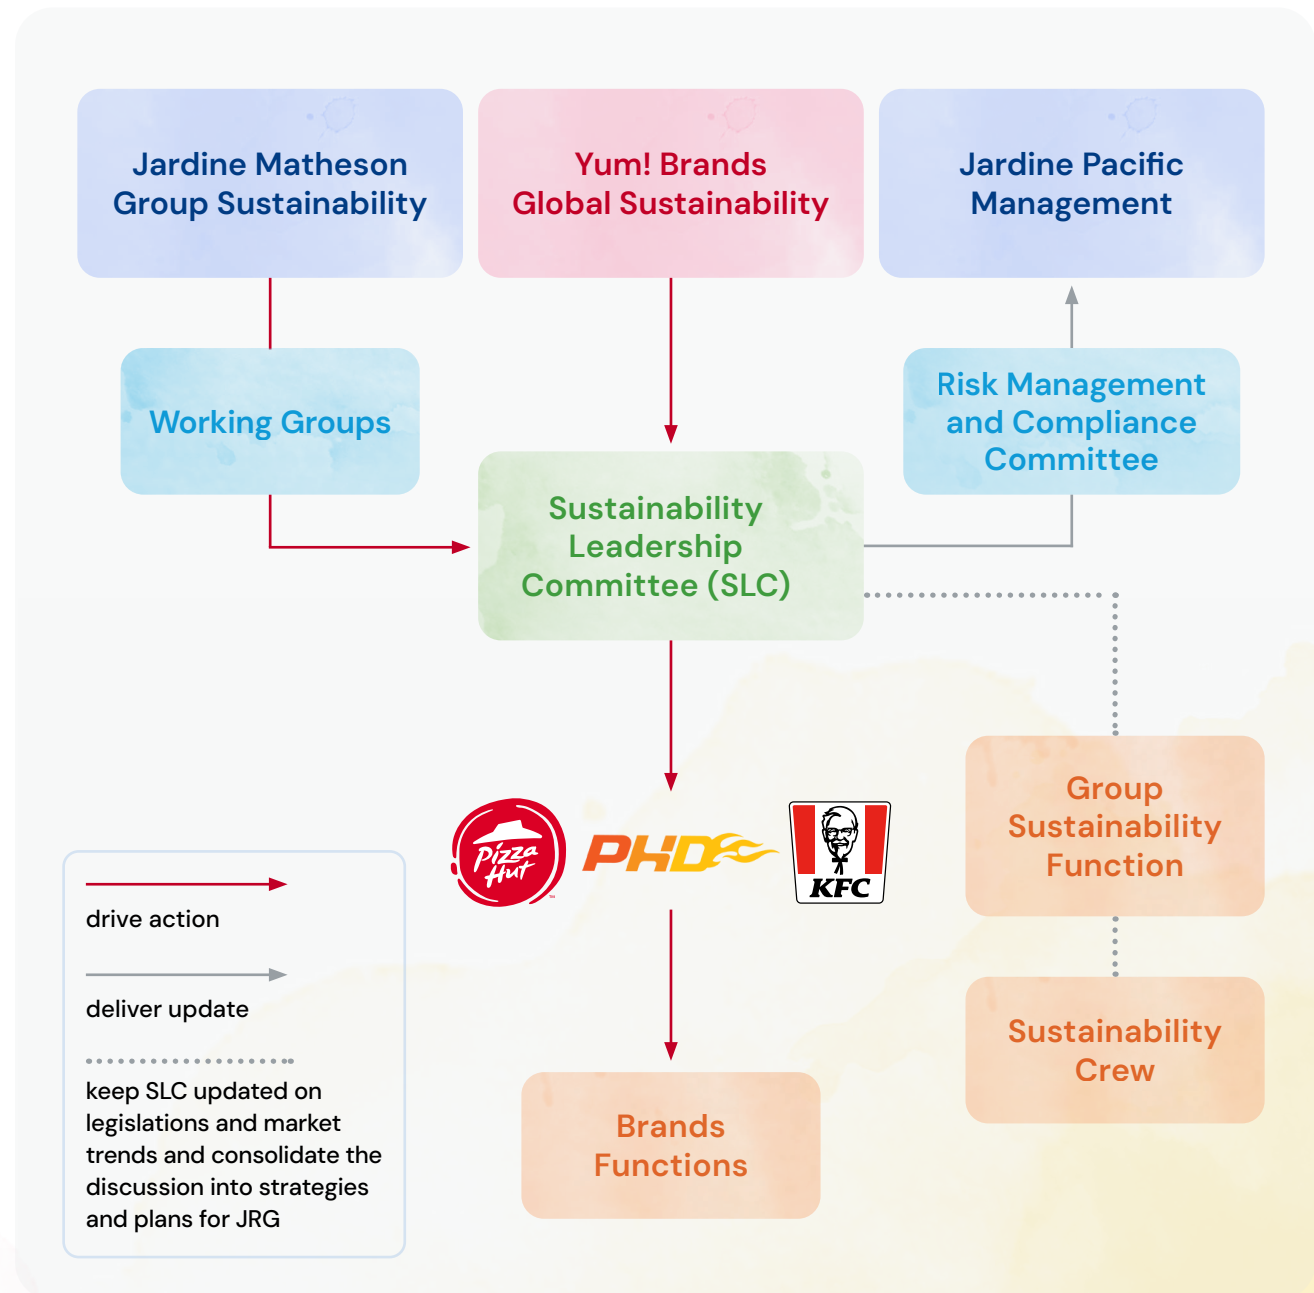 Jardine Matheson
Group Sustainability
Yum! Brands
Global Sustainability
Jardine Pacific
Management
Working Groups
Risk Management
and Compliance
Committee
Sustainability
Leadership
Committee (SLC)
Pizza
Hut
TM
PHD
KFC
Group
Sustainability
Function
Sustainability
Crew
Brands
Functions
drive action
deliver update
keep SLC updated on
legislations and market
trends and consolidate the
discussion into strategies
and plans for JRG